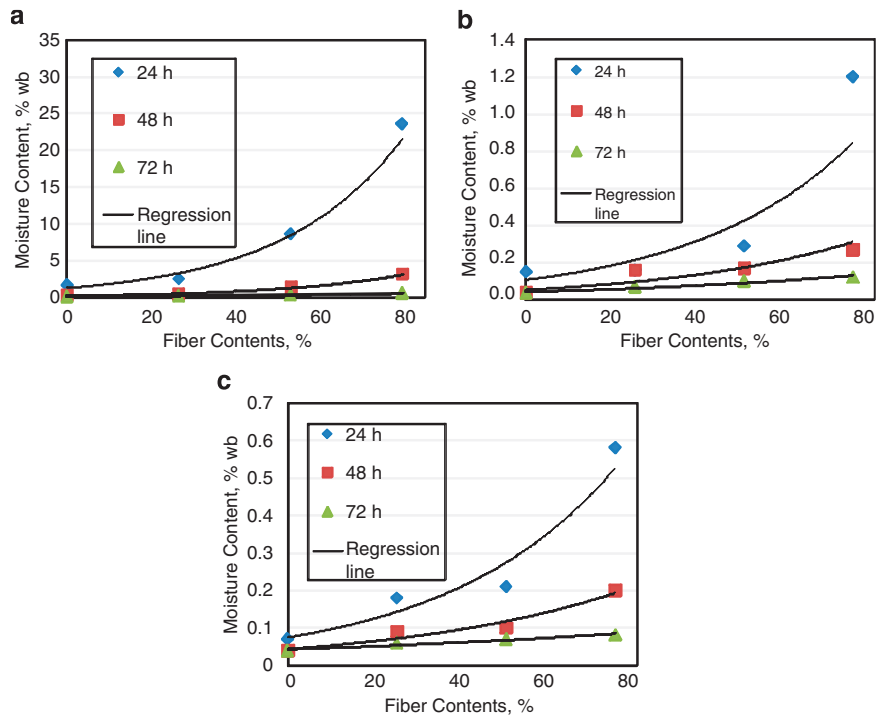 a
35
30
25
20
15
10
5
0
Moisture Content, % wb
24 h
48 h
72 h
Regression
line
0 20 40 60 80
Fiber Contents, %
b
1.4
1.2
1.0
0.8
0.6
0.4
0.2
0.0
Moisture Content, % wb
24 h
48 h
72 h
Regression
line
0 20 40 60 80
Fiber Contents, %
c
0.7
0.6
0.5
0.4
0.3
0.2
0.1
0
Moisture Content, % wb
24 h
48 h
72 h
Regression
line
0 20 40 60 80
Fiber Contents, %